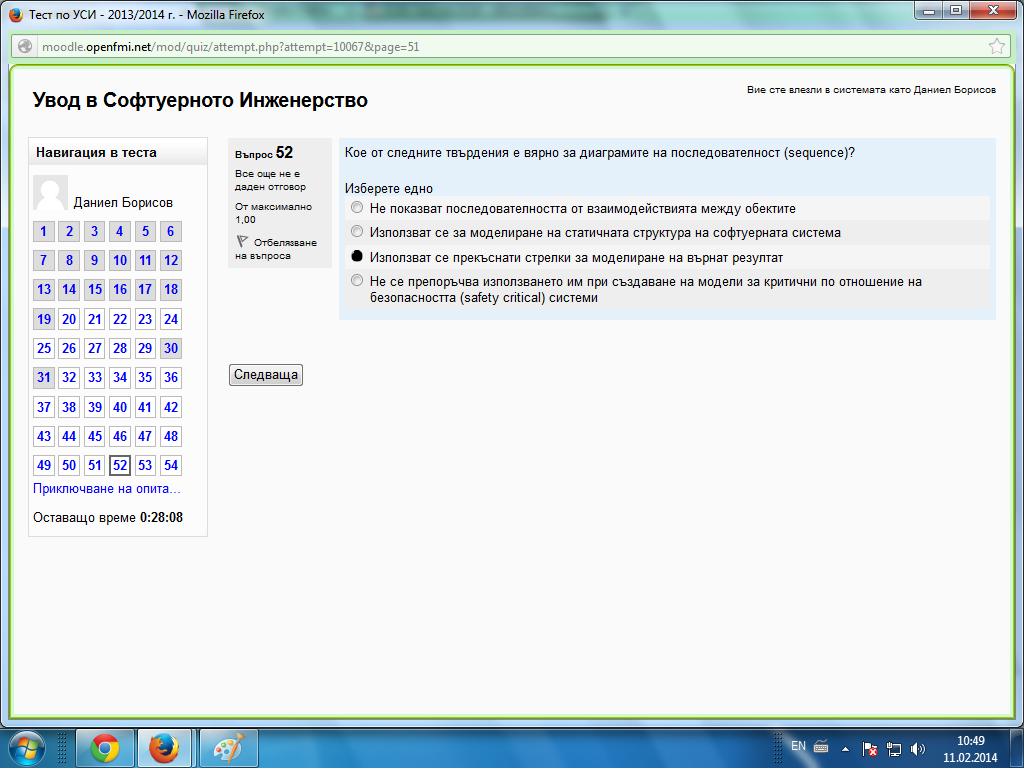 Тест по УСИ - 2013/2014 г. - Mozilla Firefox
moodle.openfmi.net/mod/quiz/attempt.php?attempt=10067&page=51
Увод в Софтуерното Инженерство
Вие сте влезли в системата като Даниел Борисов
Навигация в теста
Даниел Борисов
1 2 3 4 5 6
7 8 9 10 11 12
13 14 15 16 17 18
19 20 21 22 23 24
25 26 27 28 29 30
31 32 33 34 35 36
37 38 39 40 41 42
43 44 45 46 47 48
49 50 51 52 53 54
Приключване на опита...
Оставащо време 0:28:08
Въпрос 52
Все още не е
даден отговор
От максимално
1,00
Отбелязване
на въпроса
Кое от следните твърдения е вярно за диаграмите на последователност (sequence)?
Изберете едно
Не показват последователността от взаимодействията между обектите
Използват се за моделиране на статичната структура на софтуерната система
Използват се прекъснати стрелки за моделиране на върнат резултат
Не се препоръчва използването им при създаване на модели за критични по отношение на
безопасността (safety critical) системи
Следваща
EN
10:49
11.02.2014